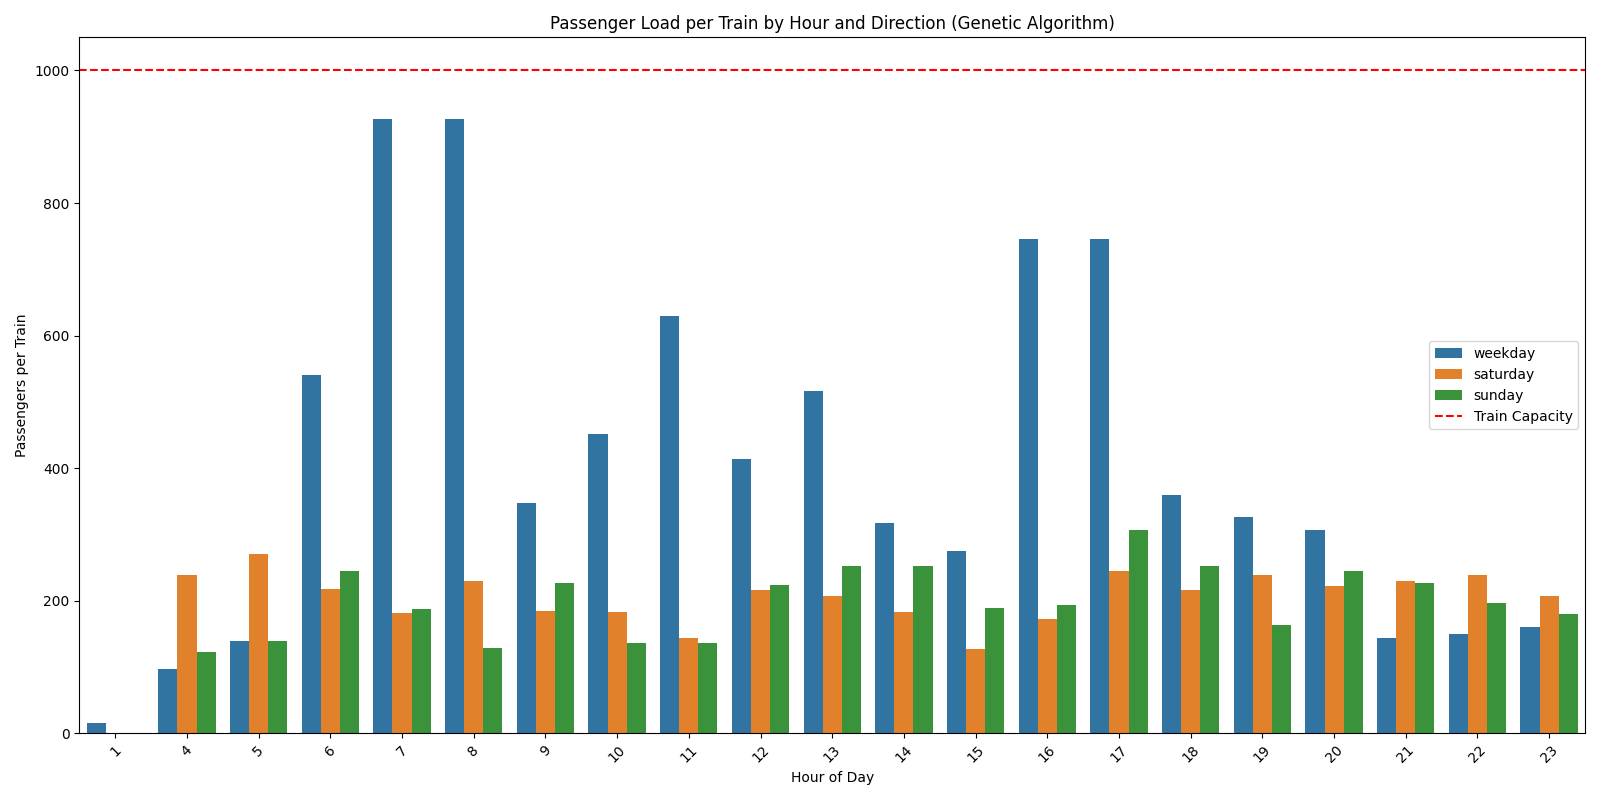 Passenger Load per Train by Hour and Direction (Genetic Algorithm)
Passengers per Train
1000
800
600
400
200
0
weekday
saturday
sunday
Train Capacity
1 4 5 6 7 8 9 10 11 12 13 14 15 16 17 18 19 20 21 22 23
Hour of Day